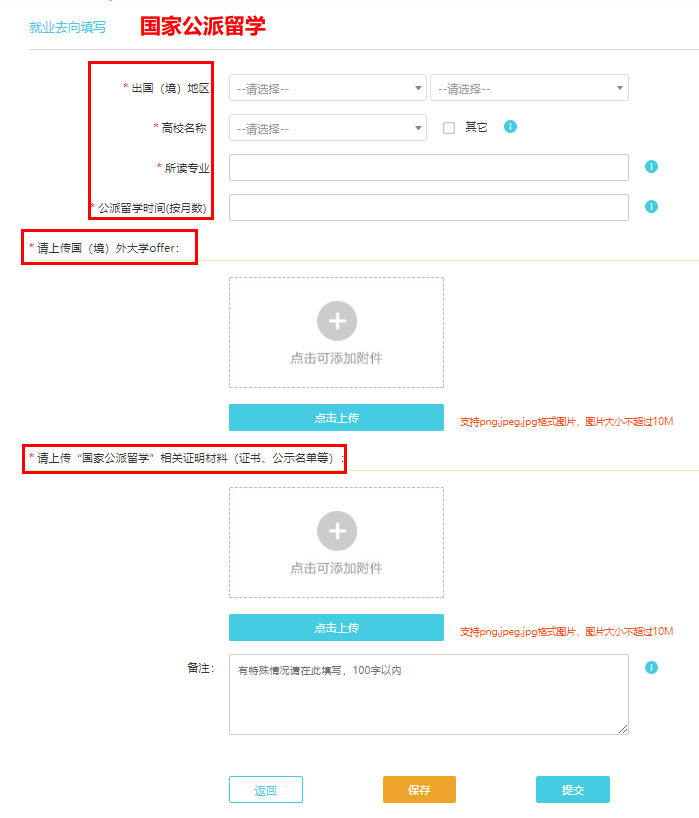 就业去向填写 国家公派留学
* 出国（境）地区 --请选择-- --请选择--
* 高校名称 --请选择-- 其它
* 所读专业
* 公派留学时间(按月数)
* 请上传国（境）外大学offer：
点击可添加附件
点击上传 支持png,jpeg,jpg格式图片，图片大小不超过10M
* 请上传“国家公派留学”相关证明材料（证书、公示名单等）：
点击可添加附件
点击上传 支持png,jpeg,jpg格式图片，图片大小不超过10M
备注： 有特殊情况请在此填写，100字以内
返回 保存 提交